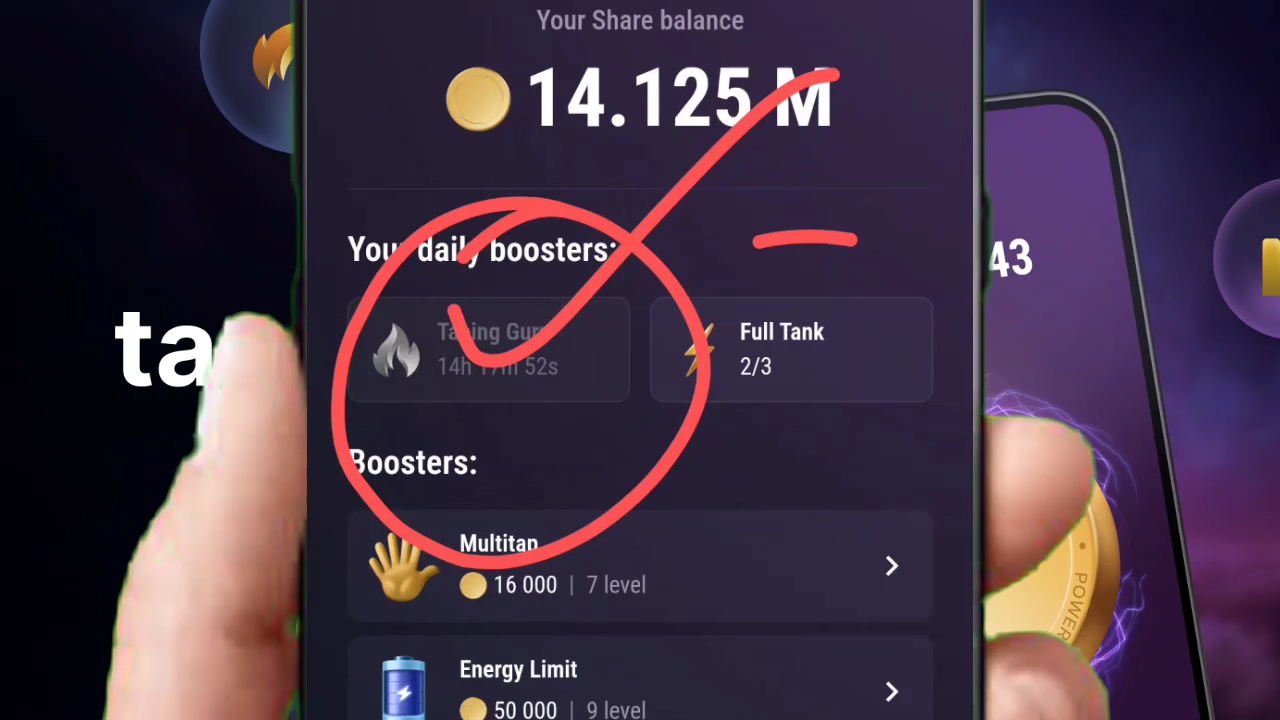 Your Share balance
14.125 M
Your daily boosters:
Full Tank
2/3
43
ta
Boosters:
Multitap
16 000 | 7 level
Energy Limit
50 000 | 9 level
POWER